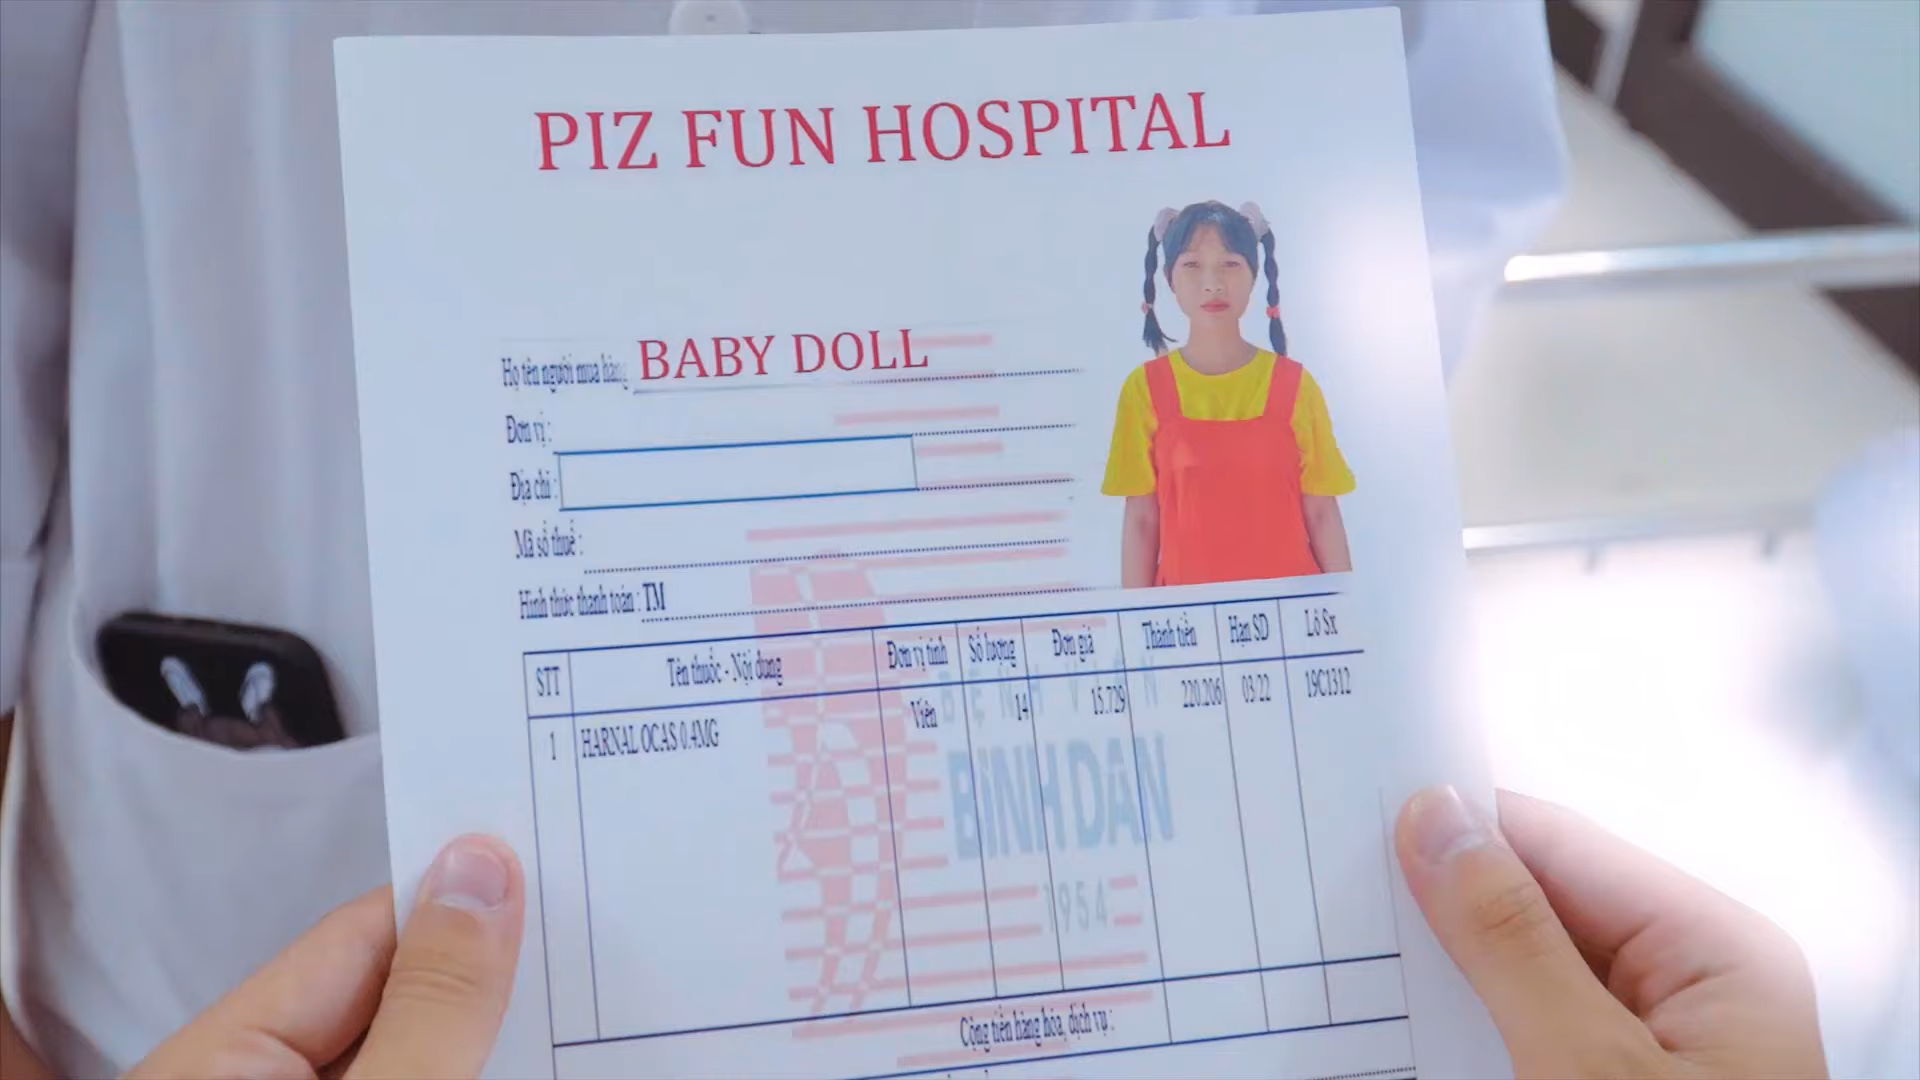 PIZ FUN HOSPITAL
Họ tên người mua hàng BABY DOLL
Đơn vị :
Địa chỉ :
Mã số thuế :
Hình thức thanh toán : TM
STT Tên thuốc - Nội dung Đơn vị tính Số lượng Đơn giá Thành tiền Hạn SD Lô Sx
1 HARNAL OCAS 0.4MG Viên 14 15.729 220.206 03/22 19C1312
BỆNH VIỆN
BÌNH DÂN
1954
Cộng tiền hàng hóa, dịch vụ :